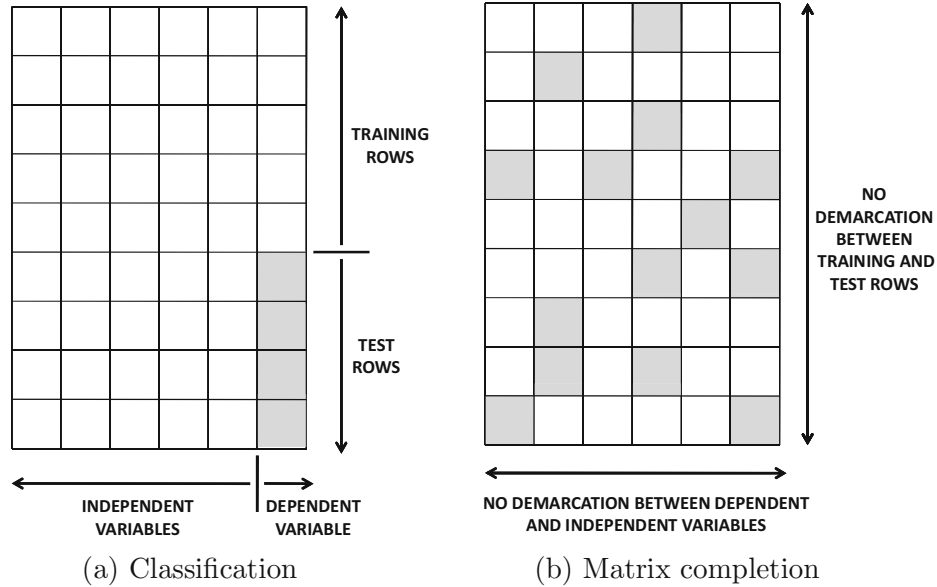 TRAINING
ROWS
TEST
ROWS
INDEPENDENT
VARIABLES
DEPENDENT
VARIABLE
(a) Classification
NO
DEMARCATION
BETWEEN
TRAINING AND
TEST ROWS
NO DEMARCATION BETWEEN DEPENDENT
AND INDEPENDENT VARIABLES
(b) Matrix completion